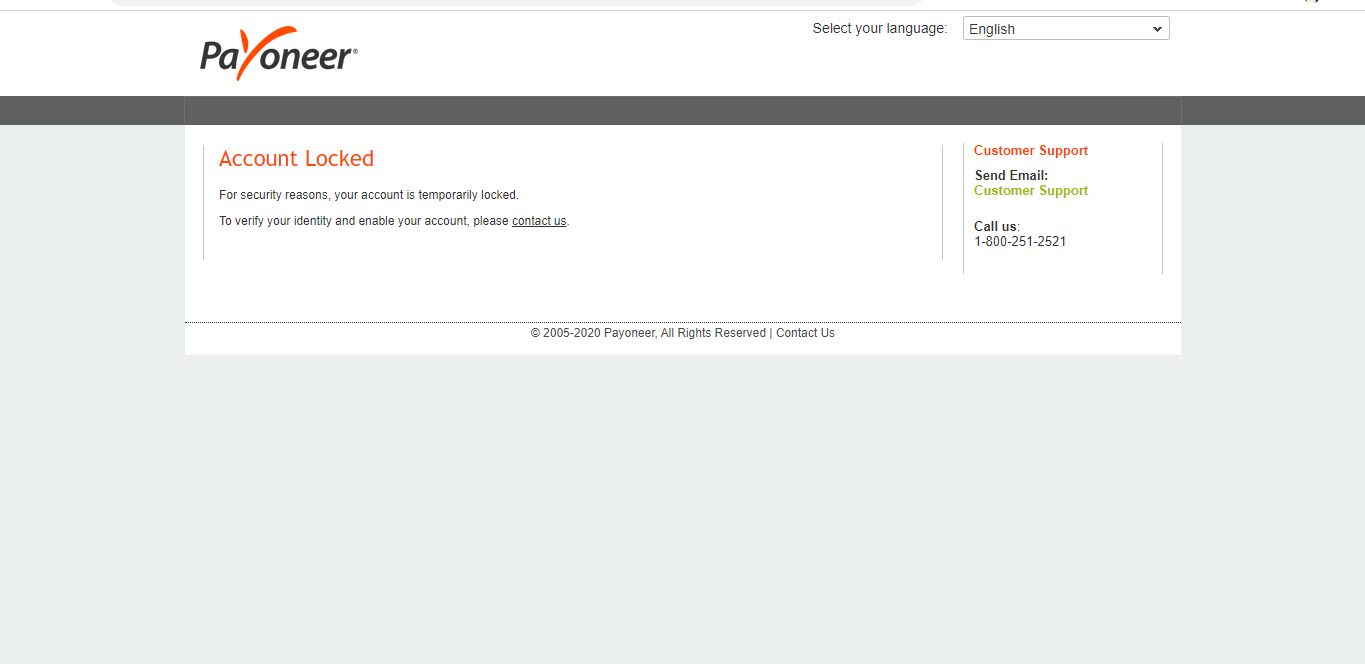 Select your language: English
Payoneer®
Account Locked
For security reasons, your account is temporarily locked.
To verify your identity and enable your account, please contact us.
Customer Support
Send Email:
Customer Support
Call us:
1-800-251-2521
© 2005-2020 Payoneer, All Rights Reserved | Contact Us